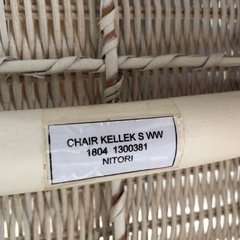 CHAIR KELLEK S WW
1804 1300381
NITORI